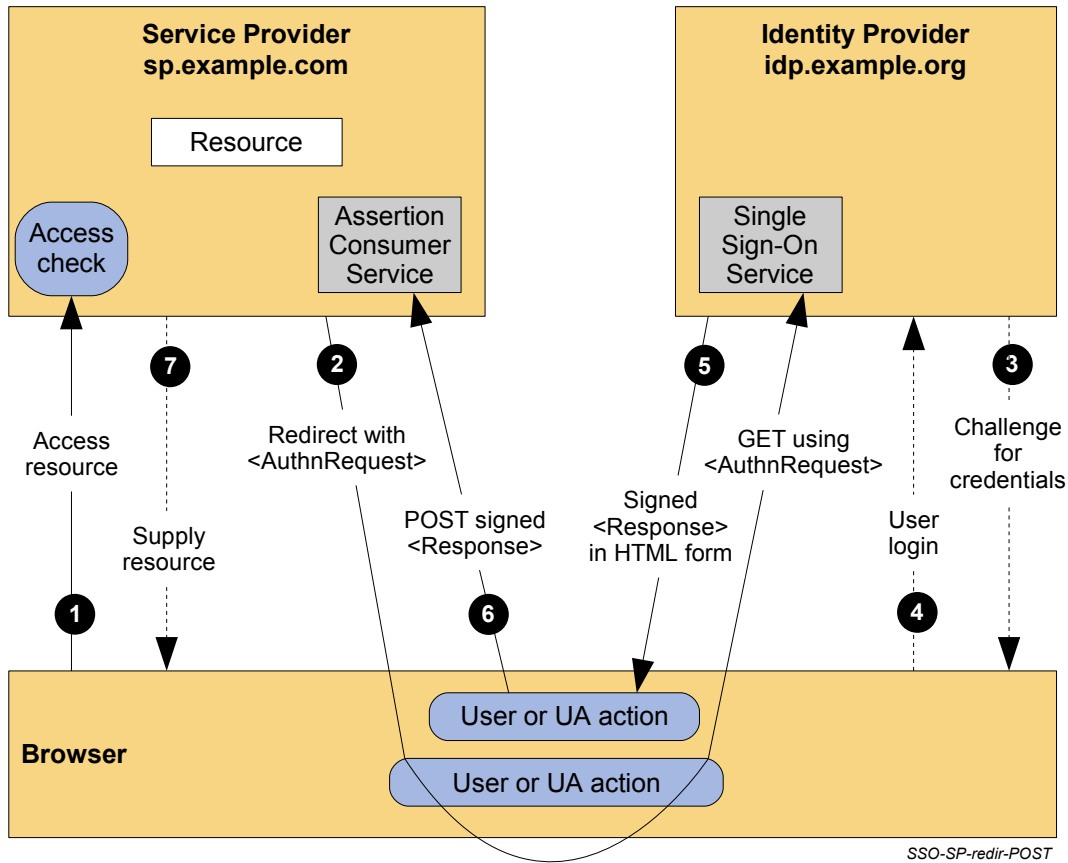 Service Provider
sp.example.com
Identity Provider
idp.example.org
Resource
Access
check
Assertion
Consumer
Service
Single
Sign-On
Service
7
2
5
3
Access
resource
Redirect with
<AuthnRequest>
GET using
<AuthnRequest>
Challenge
for
credentials
Supply
resource
POST signed
<Response>
Signed
<Response>
in HTML form
User
login
1
6
4
User or UA action
Browser
User or UA action
SSO-SP-redir-POST